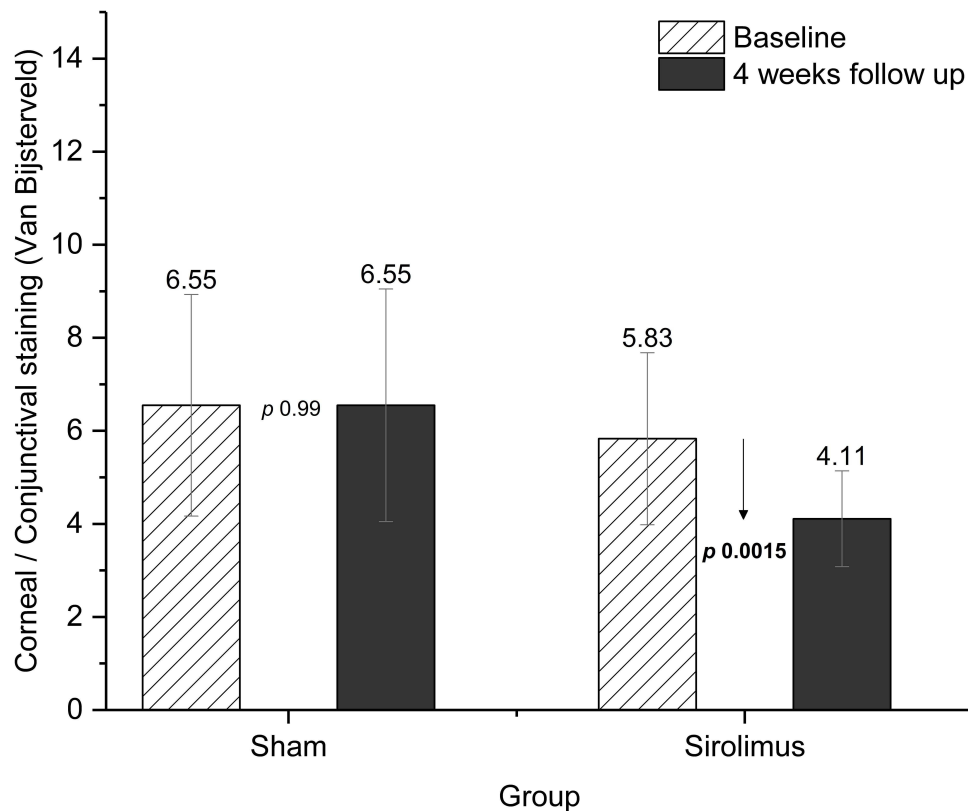 Baseline
4 weeks follow up
Corneal / Conjunctival staining (Van Bijsterveld)
14
12
10
8
6
4
2
0
6.55
6.55
p 0.99
5.83
4.11
p 0.0015
Sham
Sirolimus
Group